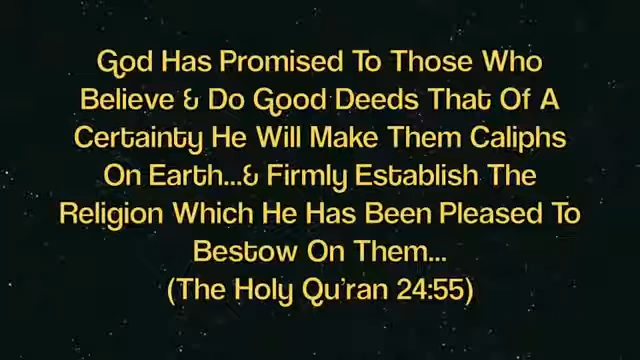 God Has Promised To Those Who
Believe & Do Good Deeds That Of A
Certainty He Will Make Them Caliphs
On Earth...& Firmly Establish The
Religion Which He Has Been Pleased To
Bestow On Them...
(The Holy Qu'ran 24:55)